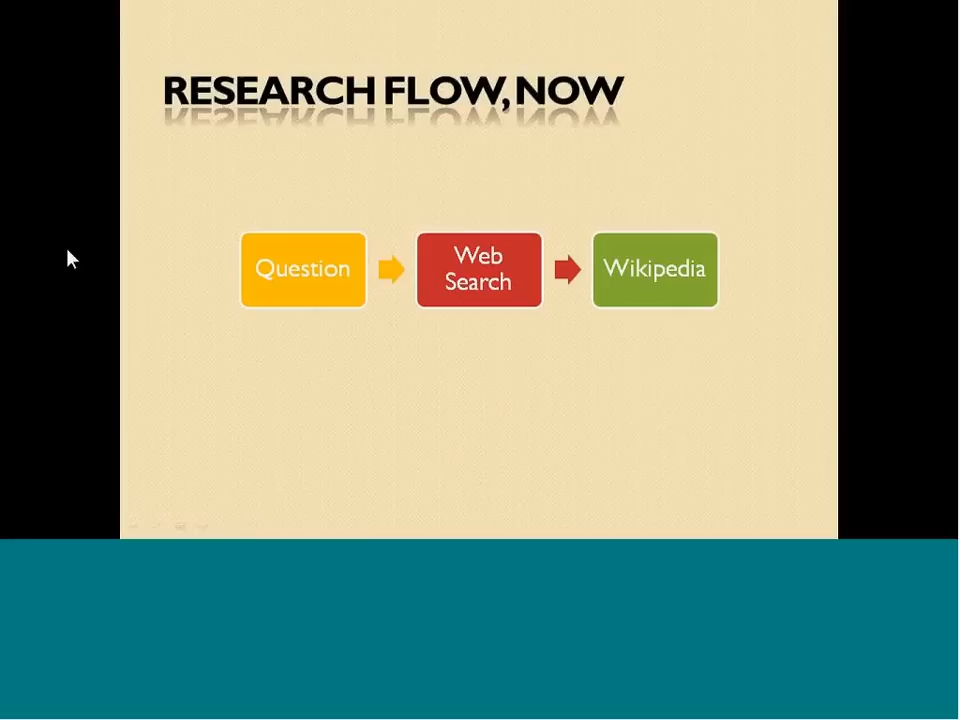 RESEARCH FLOW, NOW
Question
Web
Search
Wikipedia